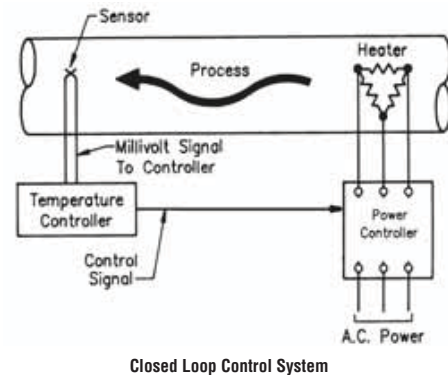 Sensor
Process
Heater
Millivolt Signal
To Controller
Temperature
Controller
Power
Controller
Control
Signal
A.C. Power
Closed Loop Control System